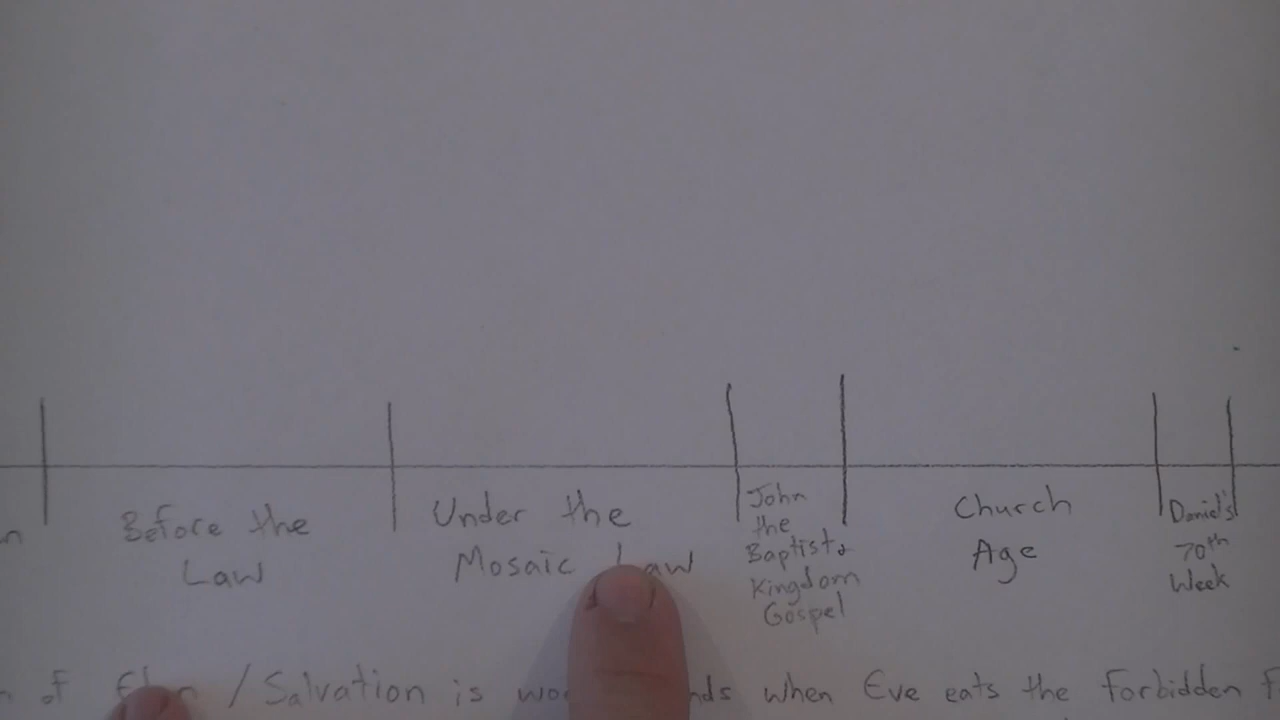 Before the
Law
Under the
Mosaic Law
John
the
Baptist &
Kingdom
Gospel
Church
Age
Daniel's
70th
Week
of / Salvation is when Eve eats the Forbidden